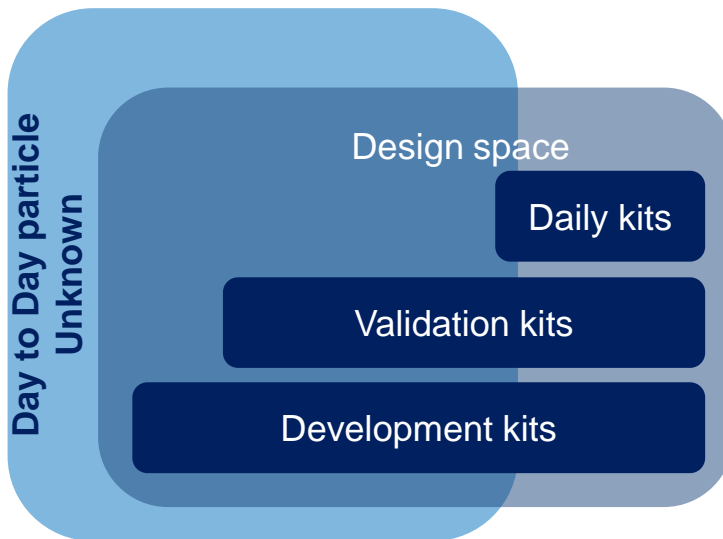 Day to Day particle
Unknown
Design space
Daily kits
Validation kits
Development kits